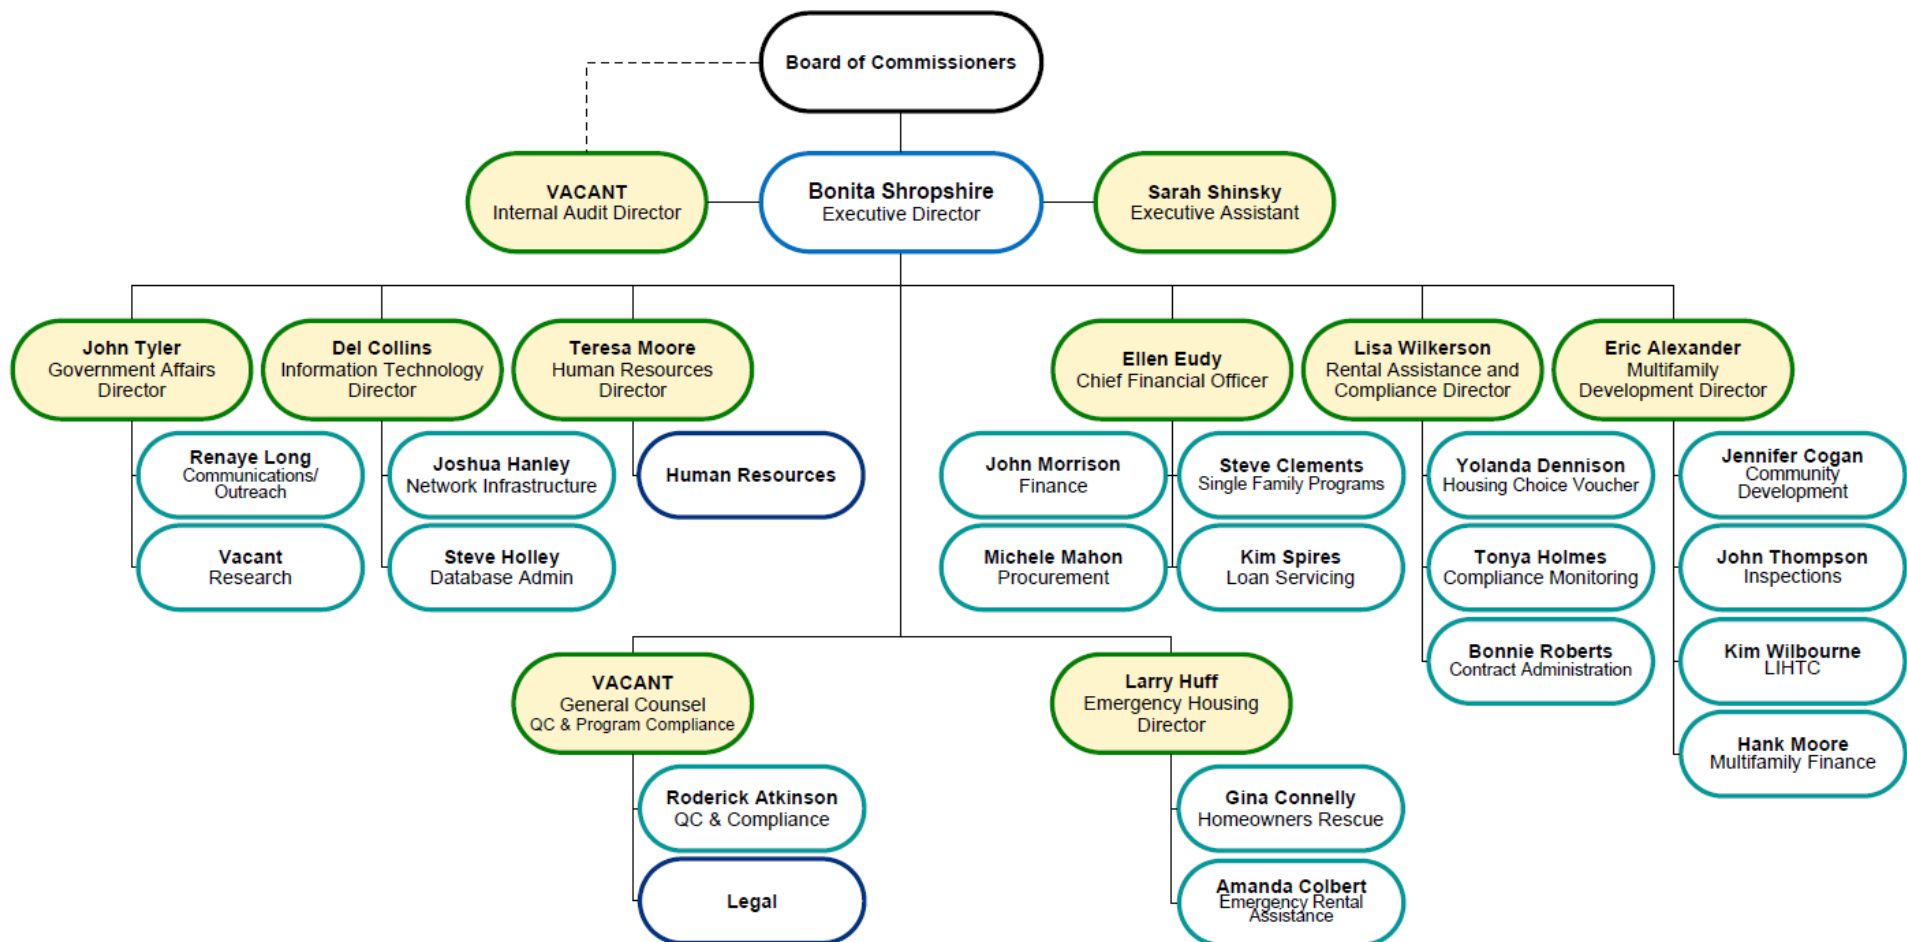 Board of Commissioners
VACANT
Internal Audit Director
Bonita Shropshire
Executive Director
Sarah Shinsky
Executive Assistant
John Tyler
Government Affairs
Director
Del Collins
Information Technology
Director
Teresa Moore
Human Resources
Director
Ellen Eudy
Chief Financial Officer
Lisa Wilkerson
Rental Assistance and
Compliance Director
Eric Alexander
Multifamily
Development Director
Renaye Long
Communications/
Outreach
Vacant
Research
Joshua Hanley
Network Infrastructure
Steve Holley
Database Admin
Human Resources
John Morrison
Finance
Michele Mahon
Procurement
Steve Clements
Single Family Programs
Kim Spires
Loan Servicing
Yolanda Dennison
Housing Choice Voucher
Tonya Holmes
Compliance Monitoring
Bonnie Roberts
Contract Administration
Jennifer Cogan
Community
Development
John Thompson
Inspections
Kim Wilbourne
LIHTC
Hank Moore
Multifamily Finance
VACANT
General Counsel
QC & Program Compliance
Roderick Atkinson
QC & Compliance
Legal
Larry Huff
Emergency Housing
Director
Gina Connelly
Homeowners Rescue
Amanda Colbert
Emergency Rental
Assistance